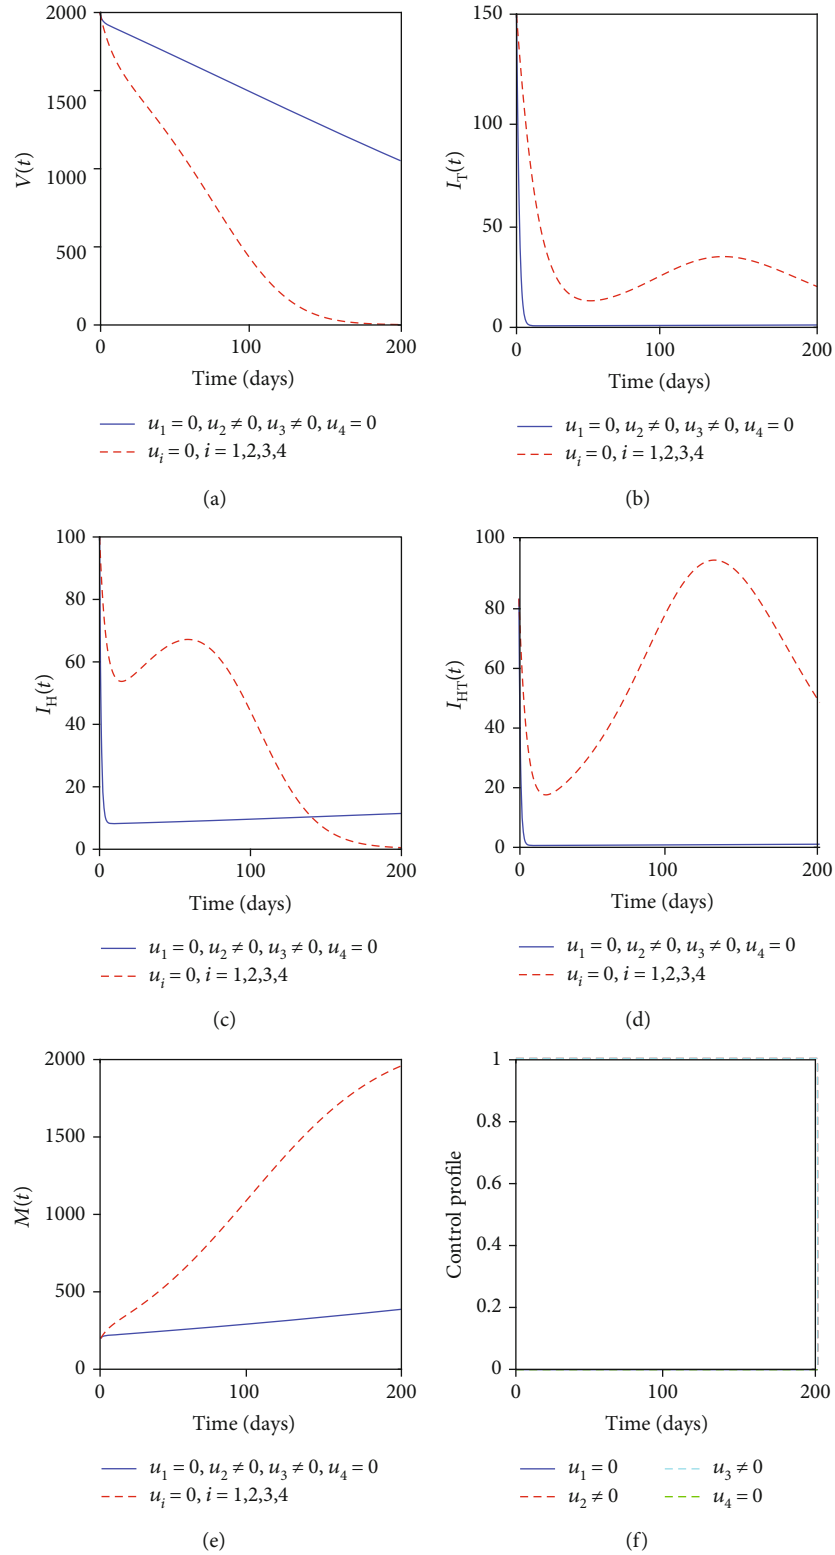 2000
1500
1000
500
0
V(t)
0 100 200
Time (days)
u₁ = 0, u₂ ≠ 0, u₃ ≠ 0, u₄ = 0
uᵢ = 0, i = 1,2,3,4
(a)
150
100
50
0
I_T(t)
0 100 200
Time (days)
u₁ = 0, u₂ ≠ 0, u₃ ≠ 0, u₄ = 0
uᵢ = 0, i = 1,2,3,4
(b)
100
80
60
40
20
0
I_H(t)
0 100 200
Time (days)
u₁ = 0, u₂ ≠ 0, u₃ ≠ 0, u₄ = 0
uᵢ = 0, i = 1,2,3,4
(c)
100
80
60
40
20
0
I_HT(t)
0 100 200
Time (days)
u₁ = 0, u₂ ≠ 0, u₃ ≠ 0, u₄ = 0
uᵢ = 0, i = 1,2,3,4
(d)
2000
1500
1000
500
0
M(t)
0 100 200
Time (days)
u₁ = 0, u₂ ≠ 0, u₃ ≠ 0, u₄ = 0
uᵢ = 0, i = 1,2,3,4
(e)
1
0.8
0.6
0.4
0.2
0
Control profile
0 100 200
Time (days)
u₁ = 0 u₃ ≠ 0
u₂ ≠ 0 u₄ = 0
(f)